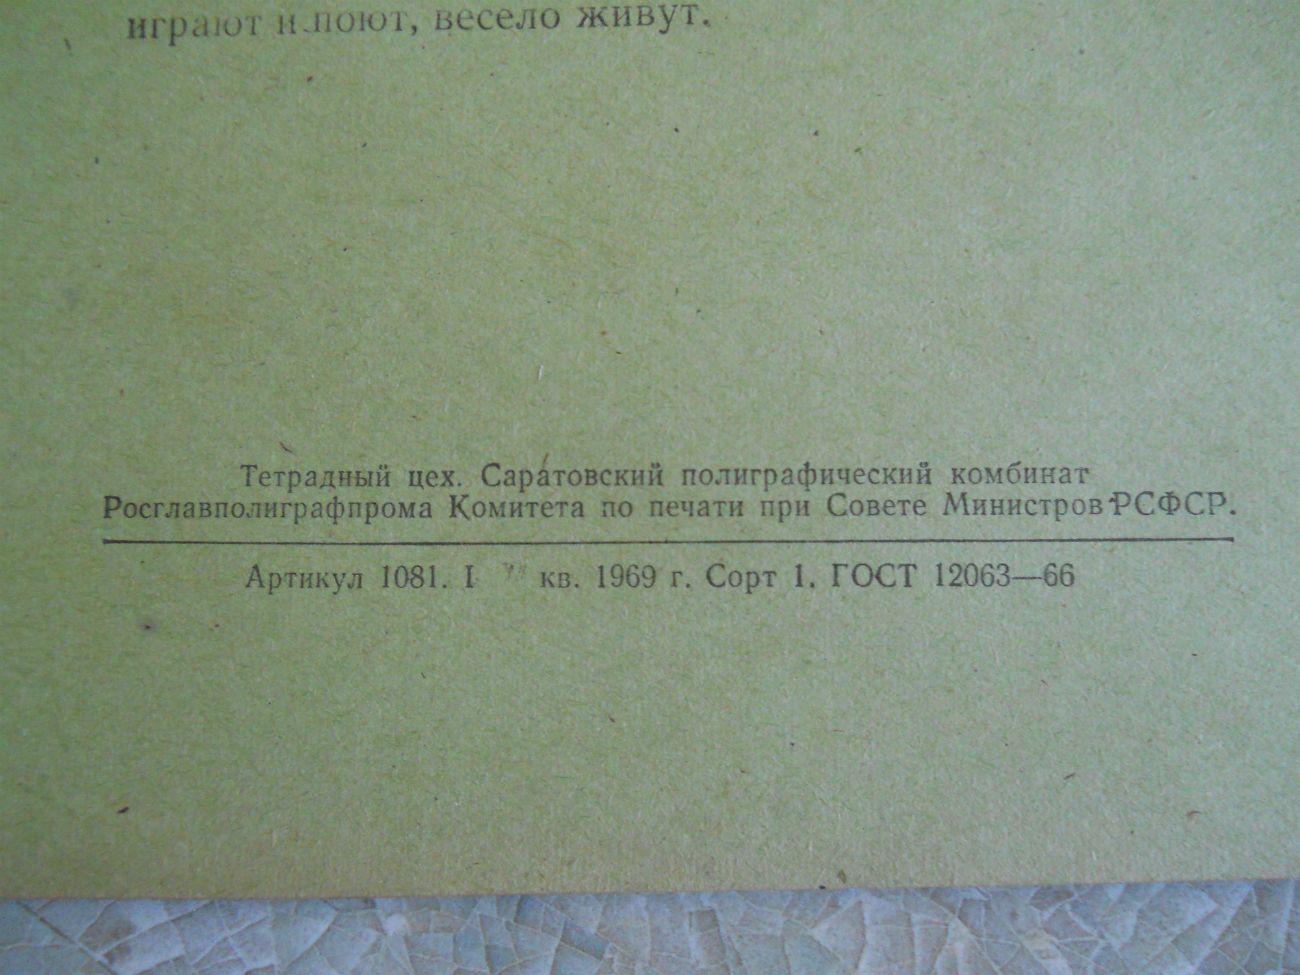 играют и поют, весело живут.
Тетрадный цех. Саратовский полиграфический комбинат
Росглавполиграфпрома Комитета по печати при Совете Министров РСФСР.
Артикул 1081. I кв. 1969 г. Сорт 1. ГОСТ 12063—66